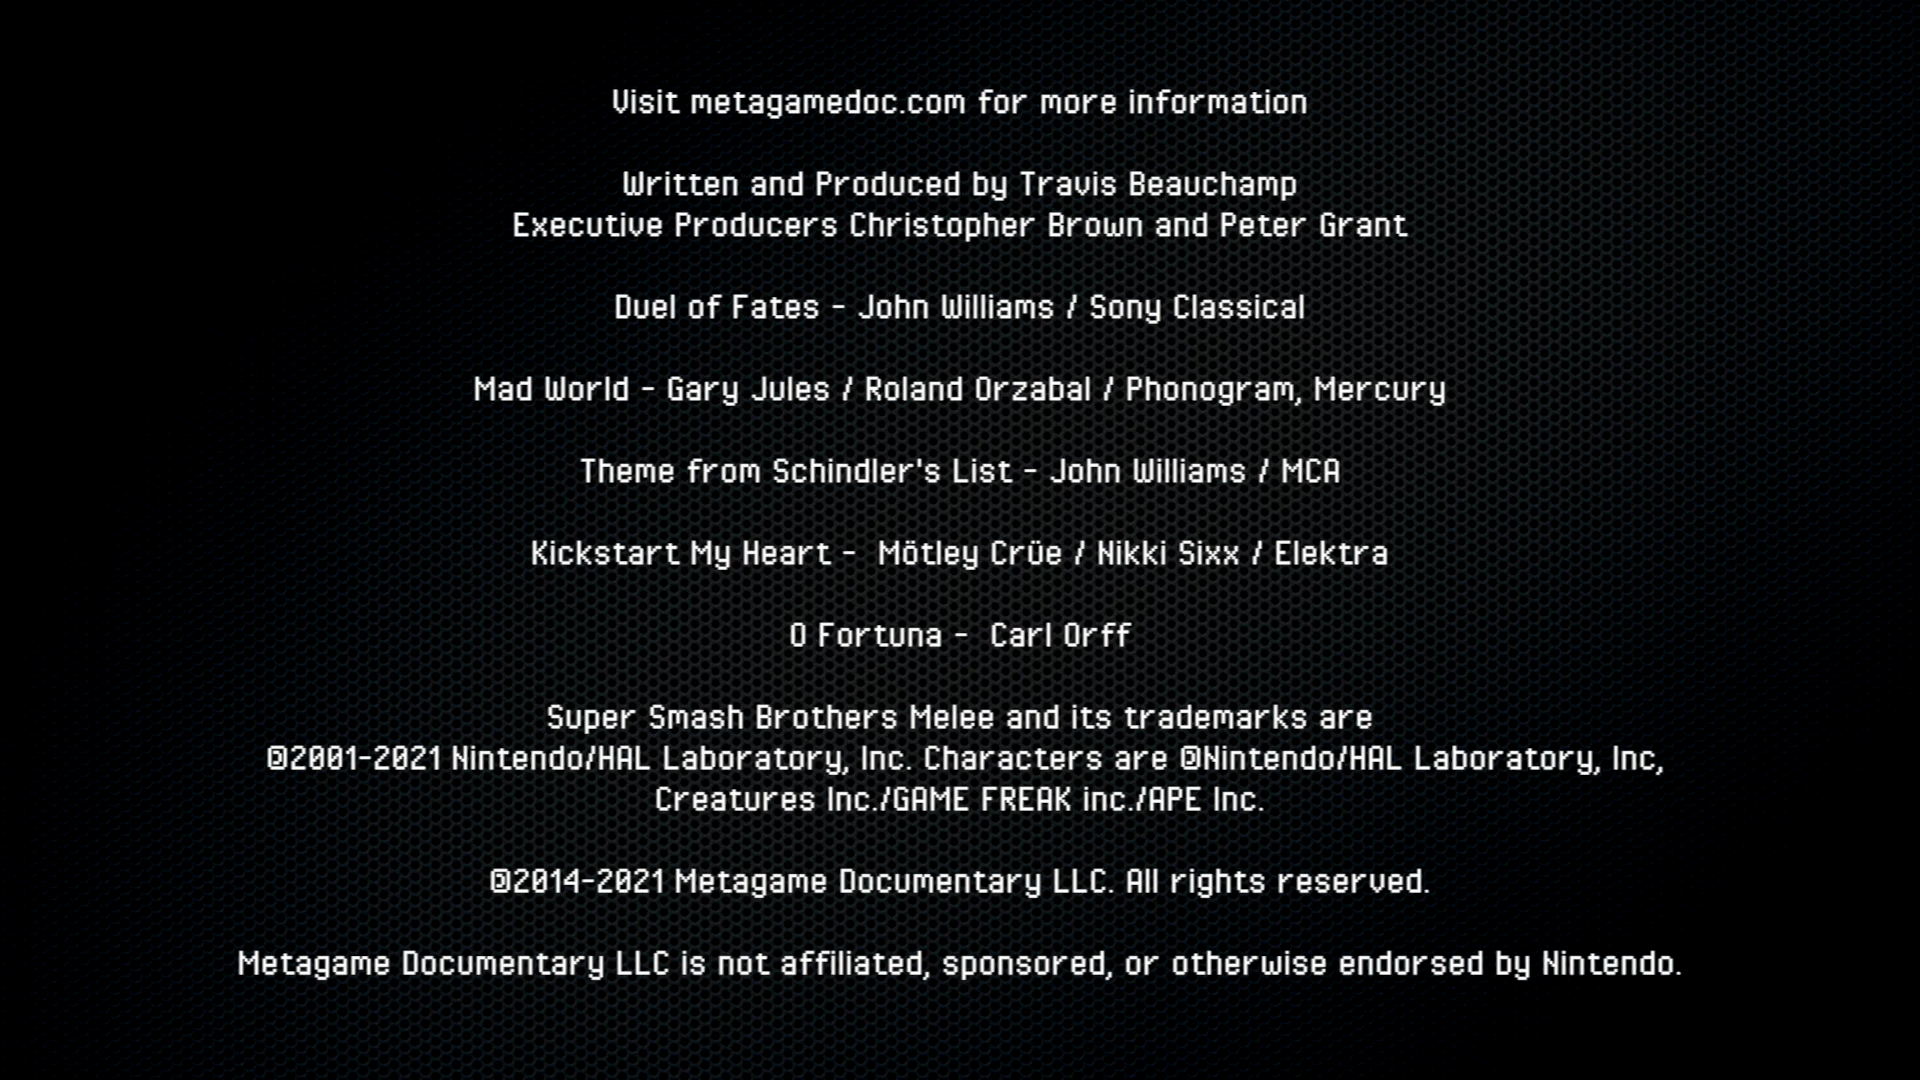 Visit metagamedoc.com for more information
Written and Produced by Travis Beauchamp
Executive Producers Christopher Brown and Peter Grant
Duel of Fates - John Williams / Sony Classical
Mad World - Gary Jules / Roland Orzabal / Phonogram, Mercury
Theme from Schindler's List - John Williams / MCA
Kickstart My Heart -  Mötley Crüe / Nikki Sixx / Elektra
O Fortuna -  Carl Orff
Super Smash Brothers Melee and its trademarks are
©2001-2021 Nintendo/HAL Laboratory, Inc. Characters are ©Nintendo/HAL Laboratory, Inc,
Creatures Inc./GAME FREAK inc./APE Inc.
©2014-2021 Metagame Documentary LLC. All rights reserved.
Metagame Documentary LLC is not affiliated, sponsored, or otherwise endorsed by Nintendo.